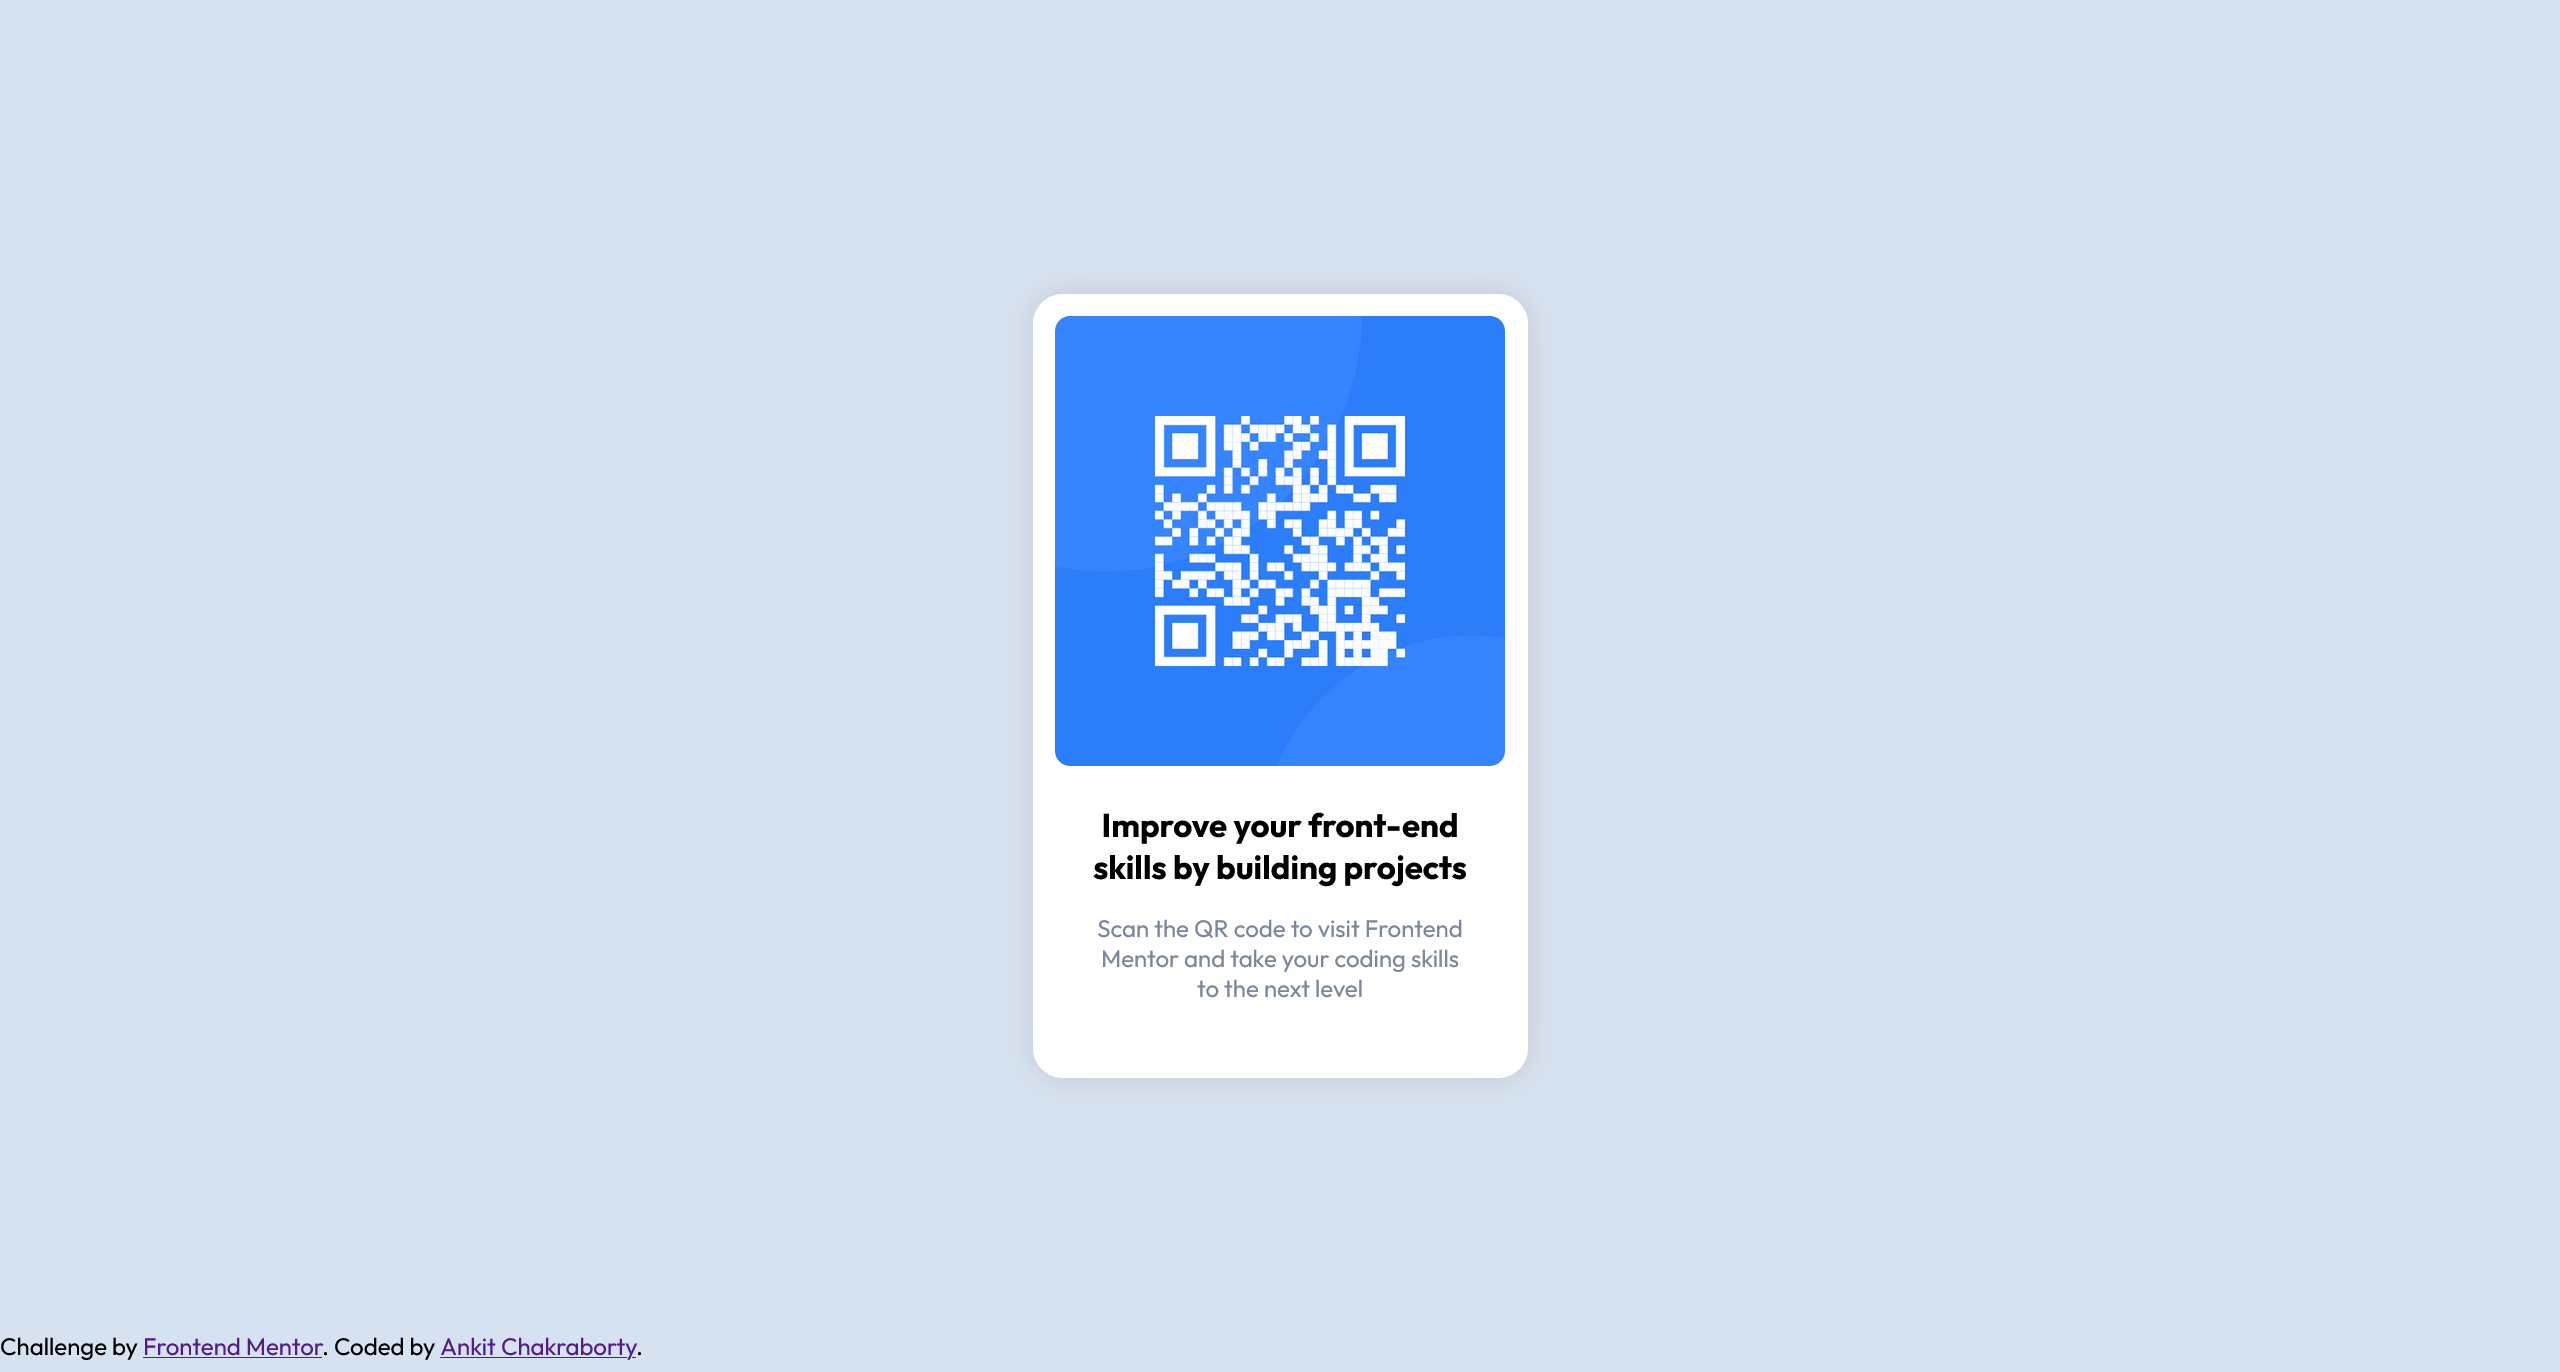 Improve your front-end
skills by building projects
Scan the QR code to visit Frontend
Mentor and take your coding skills
to the next level
Challenge by Frontend Mentor. Coded by Ankit Chakraborty.